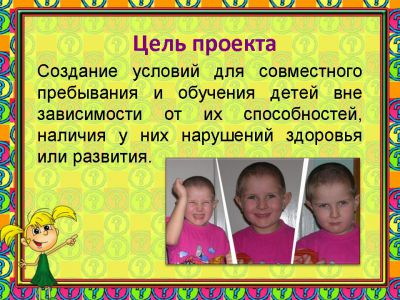 Цель проекта
Создание условий для совместного
пребывания и обучения детей вне
зависимости от их способностей,
наличия у них нарушений здоровья
или развития.